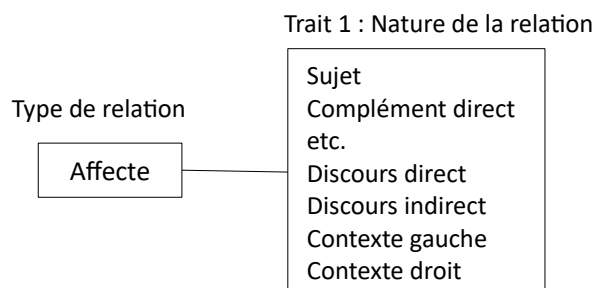 Trait 1 : Nature de la relation
Type de relation
Affecte
Sujet
Complément direct
etc.
Discours direct
Discours indirect
Contexte gauche
Contexte droit